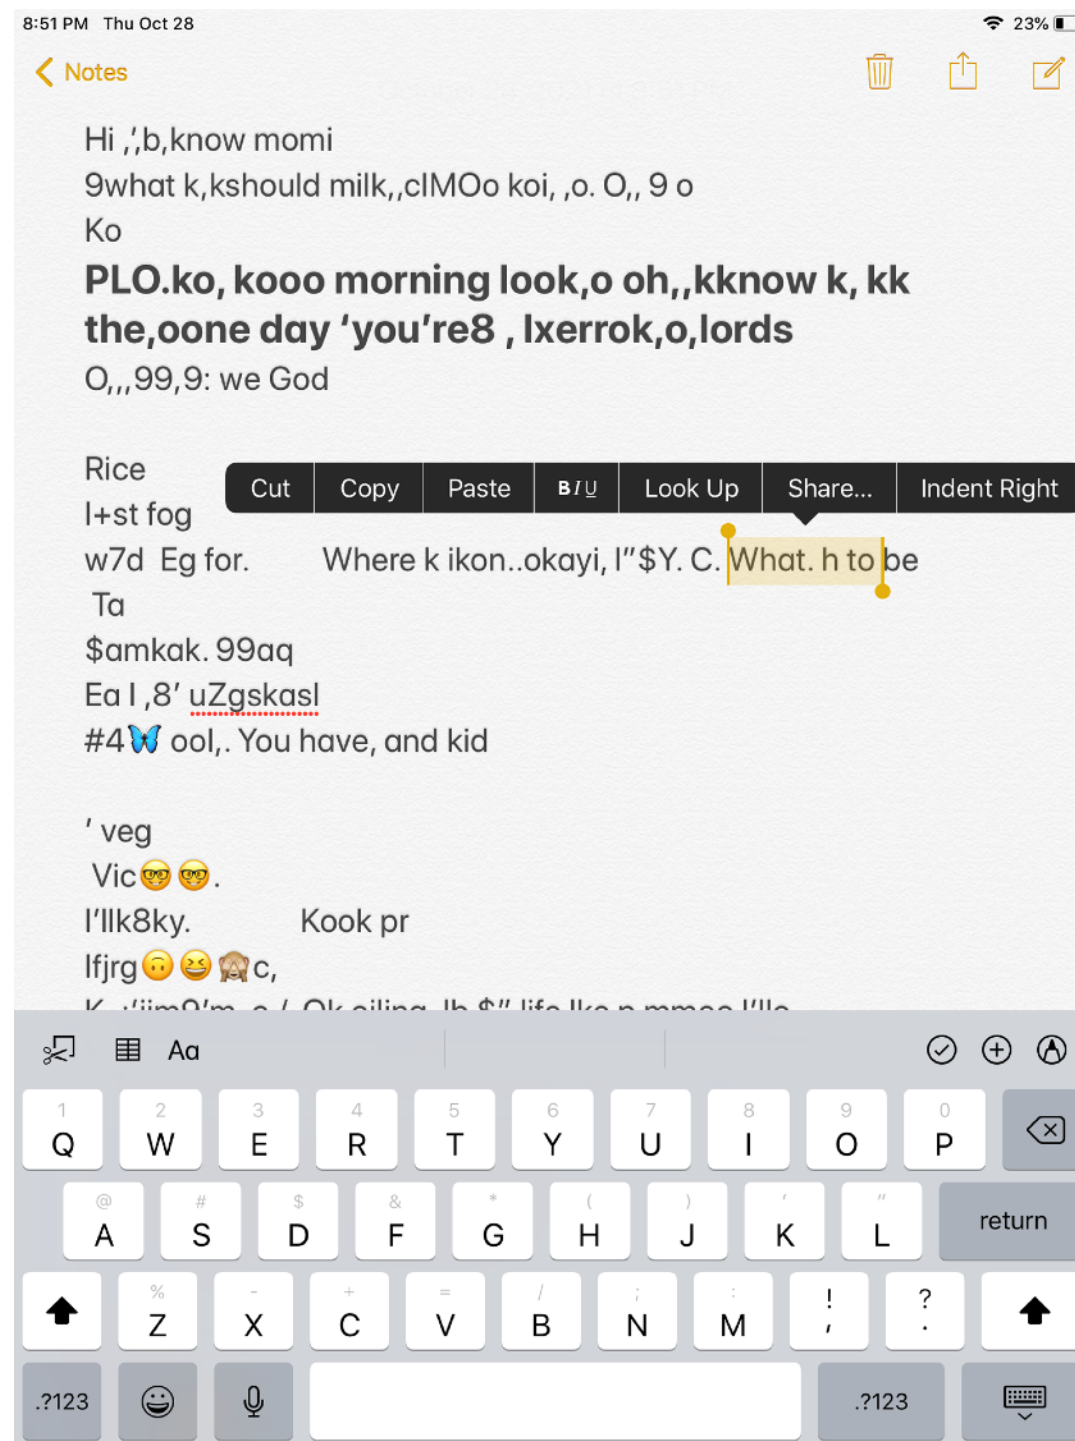 8:51 PM Thu Oct 28 23%
Notes
Hi ,',b,know momi
9what k,kshould milk,,cIMOo koi, ,o. O,, 9 o
Ko
PLO.ko, kooo morning look,o oh,,kknow k, kk
the,oone day ‘you’re8 , lxerrok,o,lords
O,,,99,9: we God
Rice
Cut Copy Paste BIU Look Up Share... Indent Right
I+st fog
w7d Eg for. Where k ikon..okayi, I”$Y. C. What. h to be
Ta
$amkak. 99aq
Ea I ,8’ uZgskasl
#4🦋 ool,. You have, and kid
’ veg
Vic🤓🤓.
I’llk8ky. Kook pr
Ifjrg🙃😆🙈c,
Aa
1 2 3 4 5 6 7 8 9 0
Q W E R T Y U I O P
@ # $ & * ( ) ' "
A S D F G H J K L return
% - + = / ; : ! ?
Z X C V B N M , .
.?123 .?123